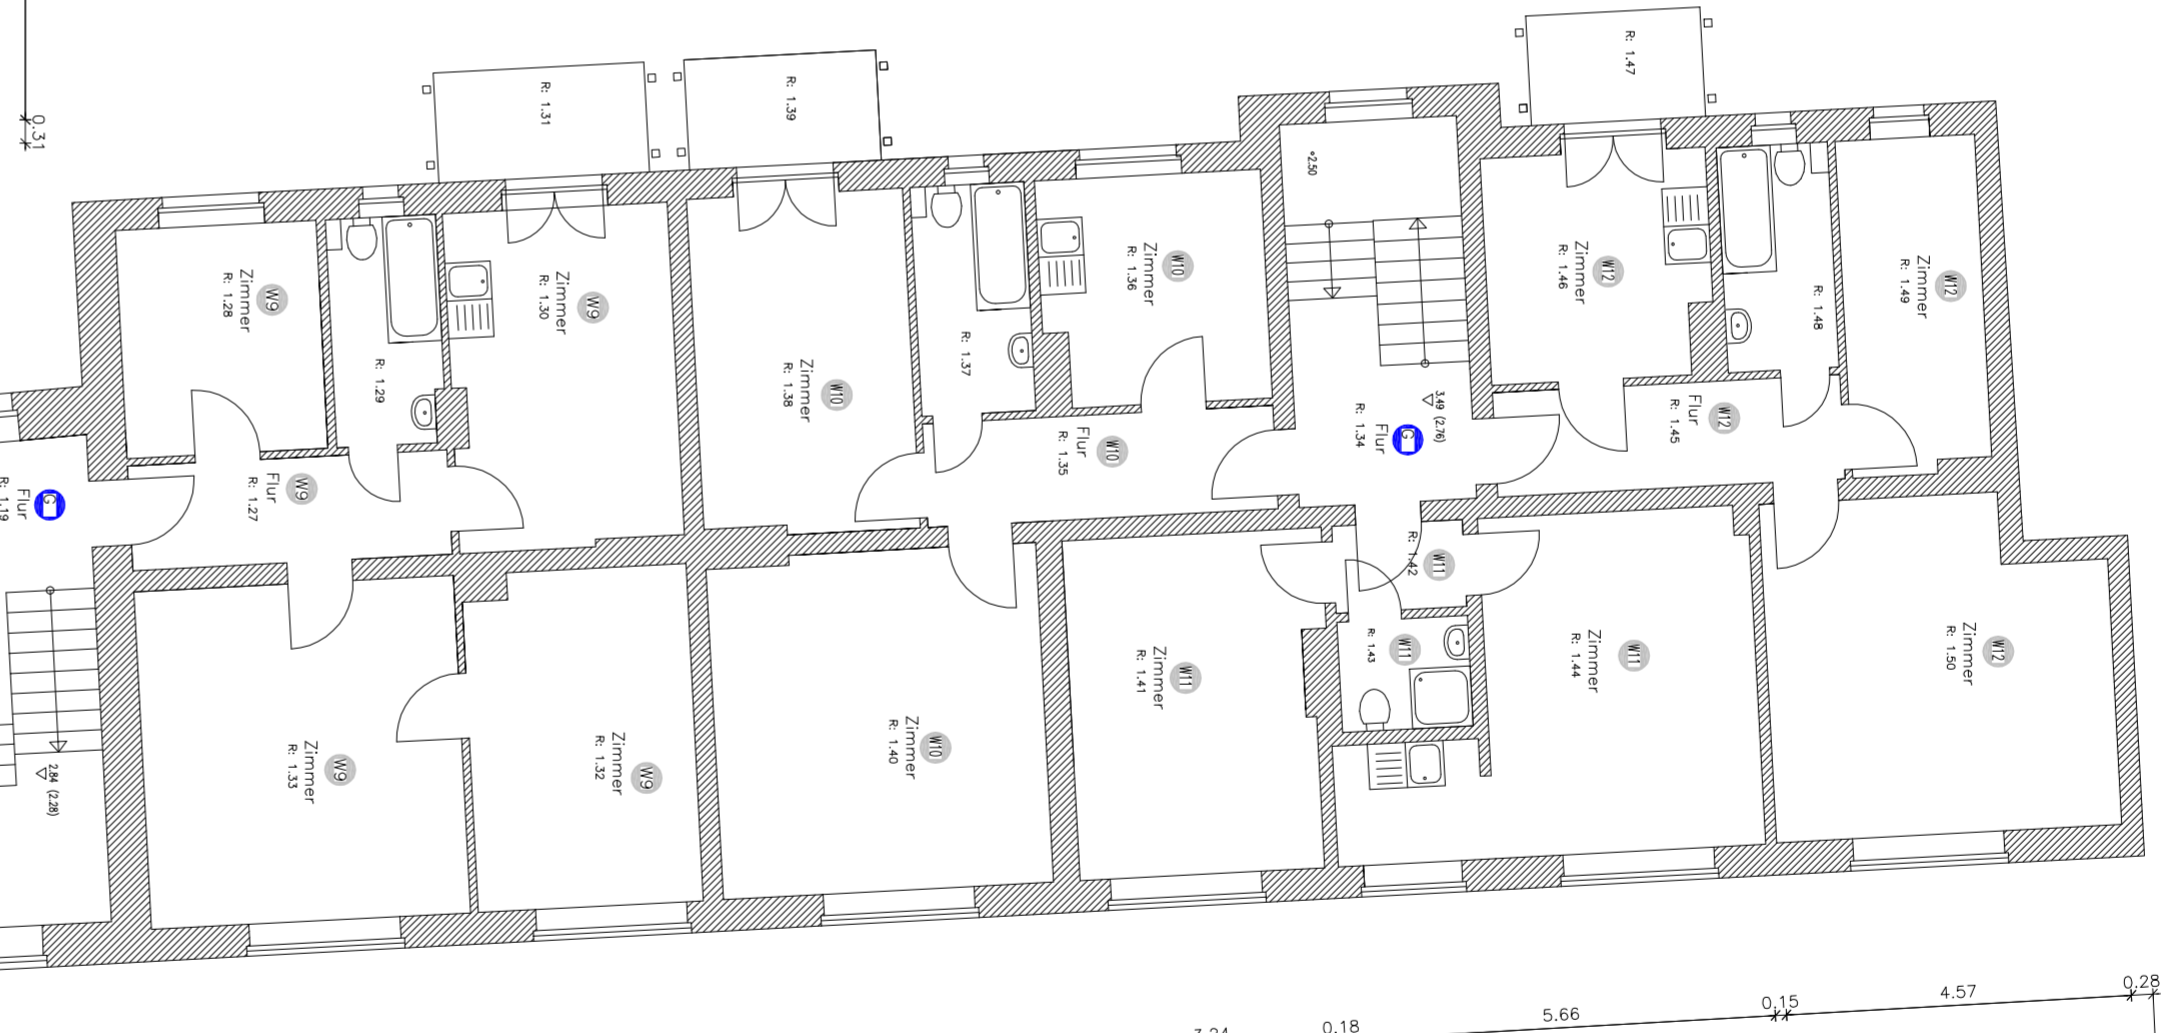 0.31
R: 1.31
R: 1.39
R: 1.47
°2.50
W9
Zimmer
R: 1.28
R: 1.29
W9
Zimmer
R: 1.30
W10
Zimmer
R: 1.38
R: 1.37
W10
Zimmer
R: 1.36
W12
Zimmer
R: 1.46
R: 1.48
W12
Zimmer
R: 1.49
G
Flur
R: 1.19
W9
Flur
R: 1.27
W10
Flur
R: 1.35
3.49 (2.76)
G
Flur
R: 1.34
W12
Flur
R: 1.45
W11
R: 1.42
W11
R: 1.43
2.84 (2.28)
W9
Zimmer
R: 1.33
W9
Zimmer
R: 1.32
W10
Zimmer
R: 1.40
W11
Zimmer
R: 1.41
W11
Zimmer
R: 1.44
W12
Zimmer
R: 1.50
0.18
5.66
0.15
4.57
0.28